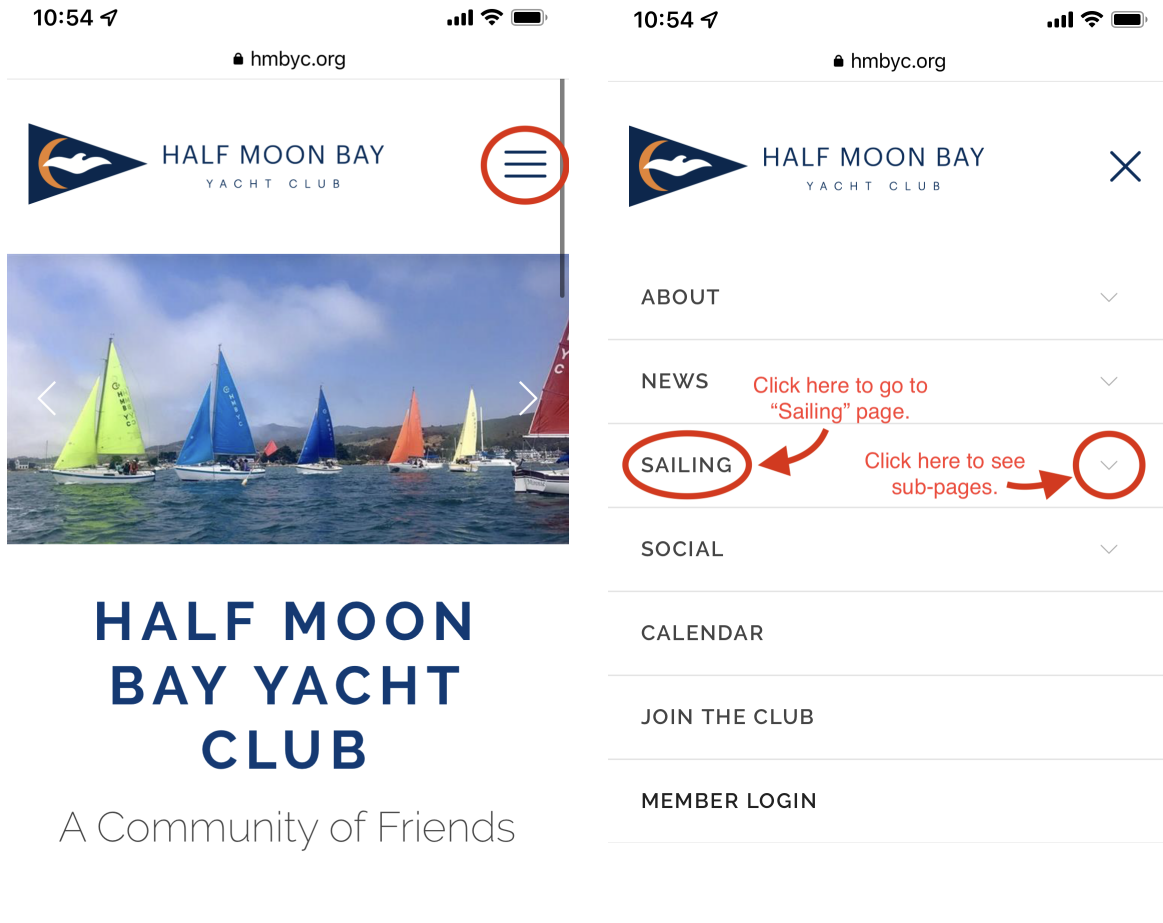 10:54
hmbyc.org
HALF MOON BAY
YACHT CLUB
HALF MOON
BAY YACHT
CLUB
A Community of Friends
10:54
hmbyc.org
HALF MOON BAY
YACHT CLUB
ABOUT
NEWS
Click here to go to
“Sailing” page.
SAILING
Click here to see
sub-pages.
SOCIAL
CALENDAR
JOIN THE CLUB
MEMBER LOGIN